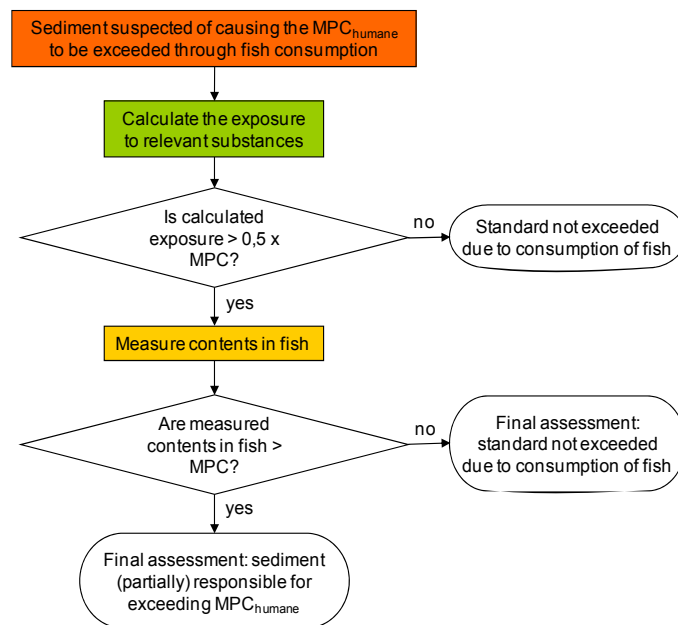 Sediment suspected of causing the MPChumane
to be exceeded through fish consumption
Calculate the exposure
to relevant substances
Is calculated
exposure > 0,5 x
MPC?
no
Standard not exceeded
due to consumption of fish
yes
Measure contents in fish
Are measured
contents in fish >
MPC?
no
Final assessment:
standard not exceeded
due to consumption of fish
yes
Final assessment: sediment
(partially) responsible for
exceeding MPChumane